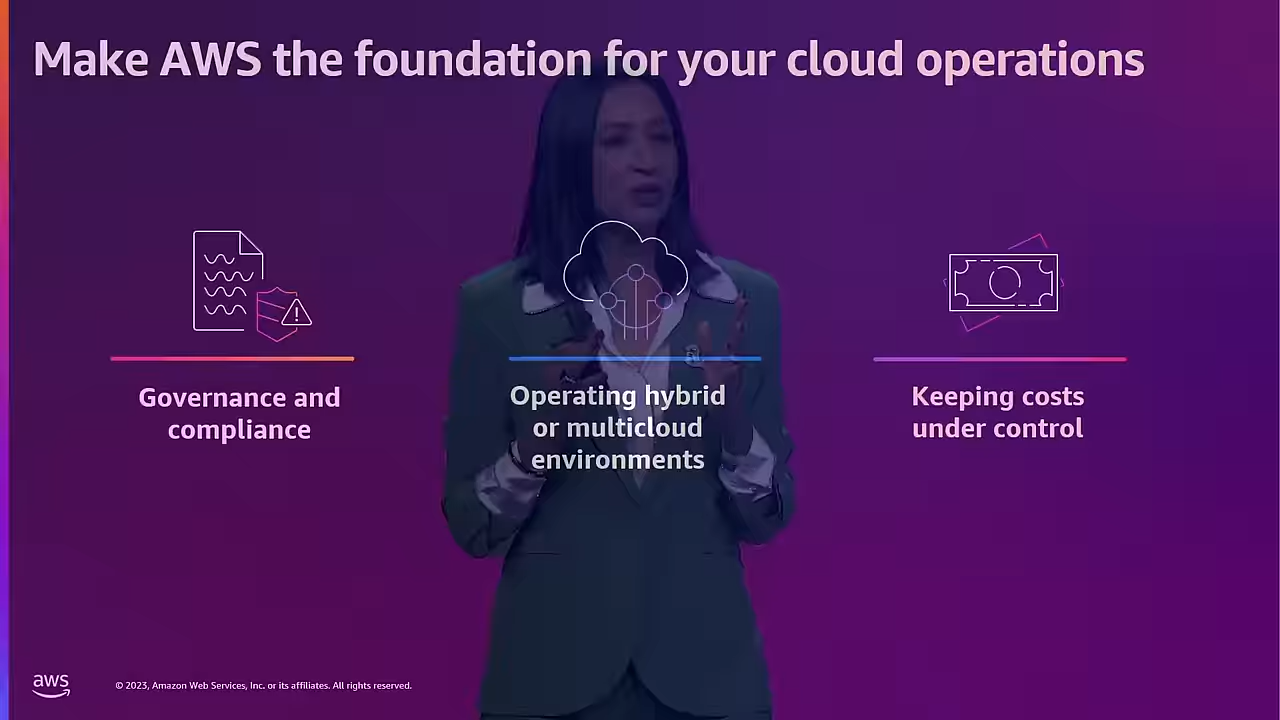 Make AWS the foundation for your cloud operations
Governance and
compliance
Operating hybrid
or multicloud
environments
Keeping costs
under control
aws
© 2023, Amazon Web Services, Inc. or its affiliates. All rights reserved.